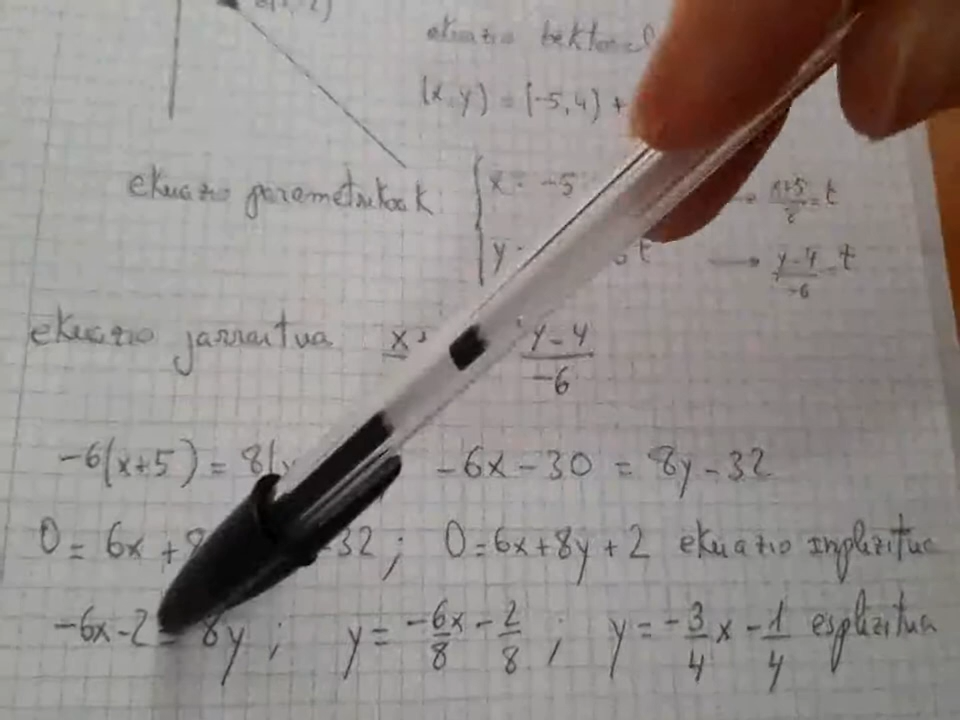 (x, y) = (-5, 4) +
ekuazio parametrikoak { x = -5 → x+5/8 = t
y = 6t → y-4/-6 = t
ekuazio jarraitua x+ y-4/-6
-6(x+5) = 8( -6x-30 = 8y-32
0 = 6x+8 -32; 0=6x+8y+2 ekuazio inplizitua
-6x-2 = 8y; y = -6x/8 - 2/8; y = -3/4 x - 1/4 esplizitua